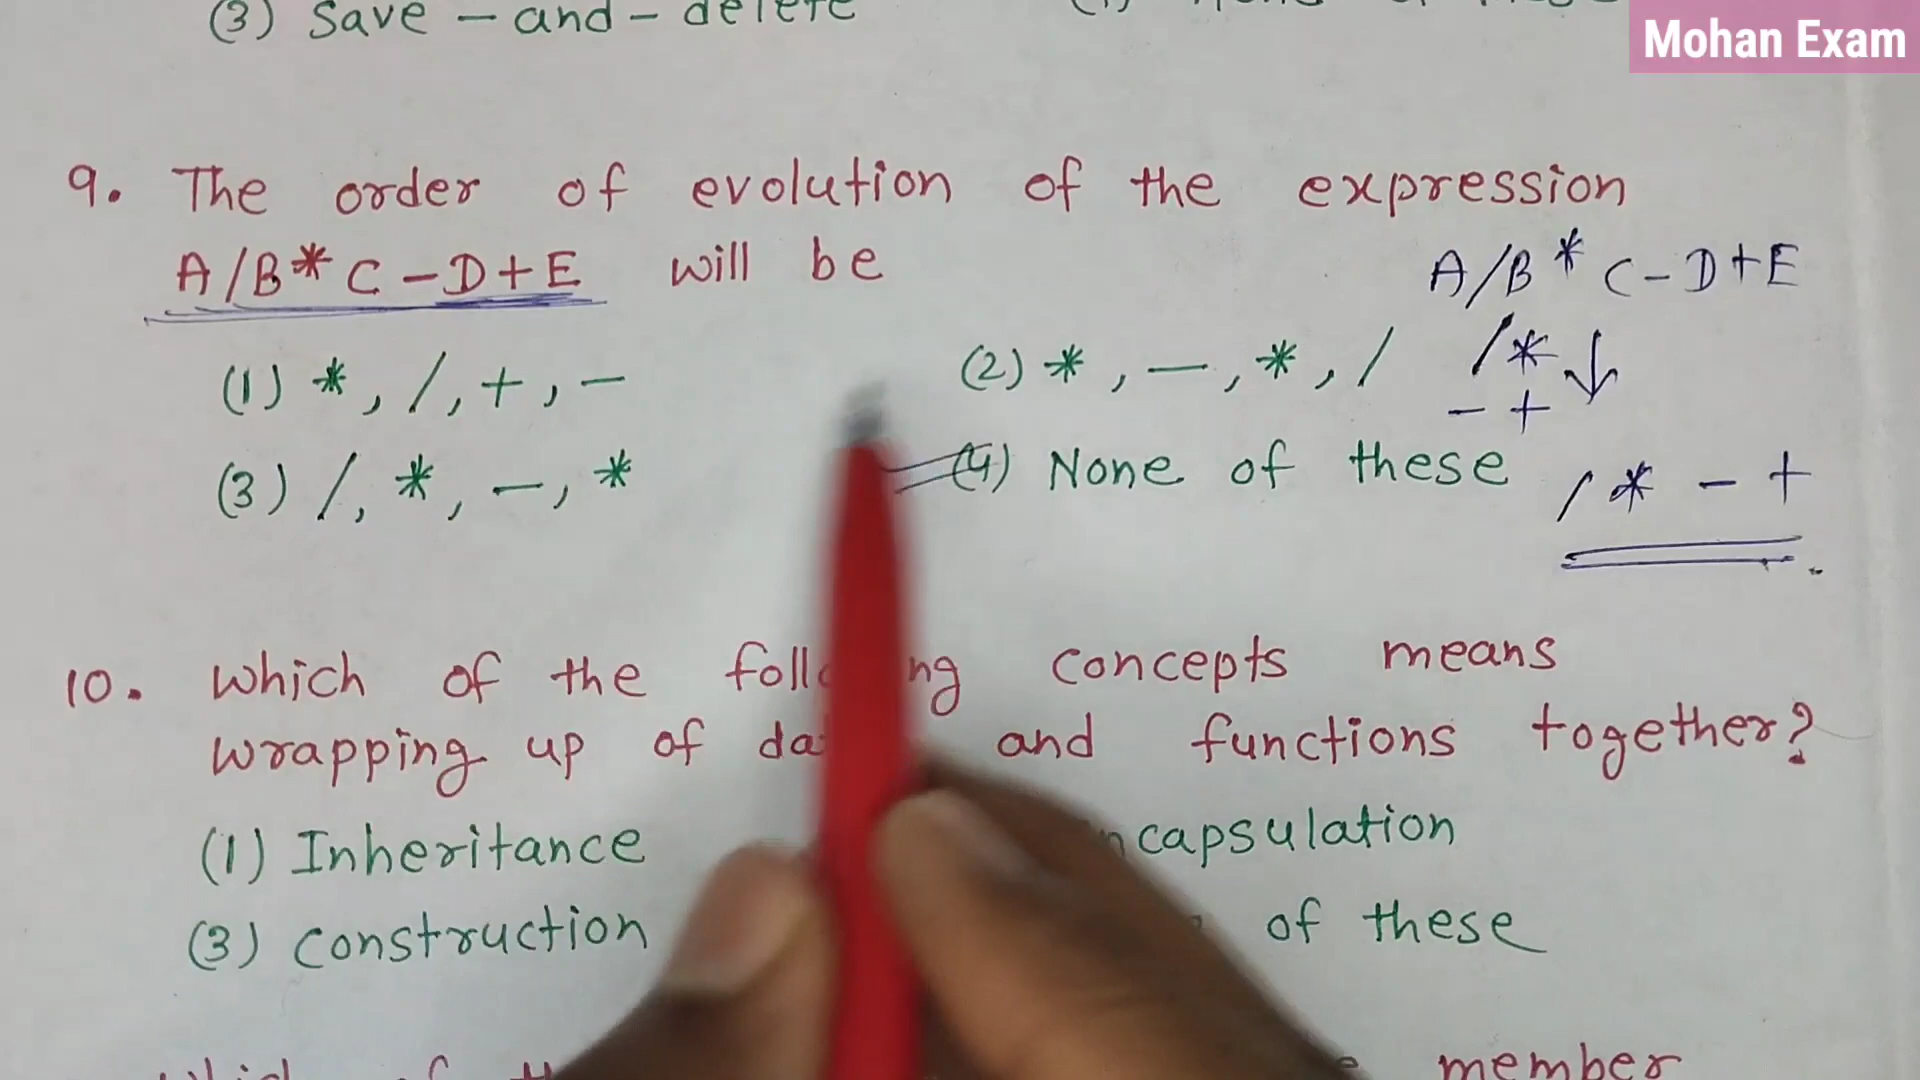 (3) Save - and - delete
Mohan Exam
9. The order of evolution of the expression
A/B* C - D+E will be
A/B * C - D+E
(1) *, /, +, -
(2) *, -, *, /
/ *
- +
(3) /, *, -, *
(4) None of these
/ * - +
10. Which of the concepts means
wrapping up of and functions together?
(1) Inheritance
(3) Construction of these
member